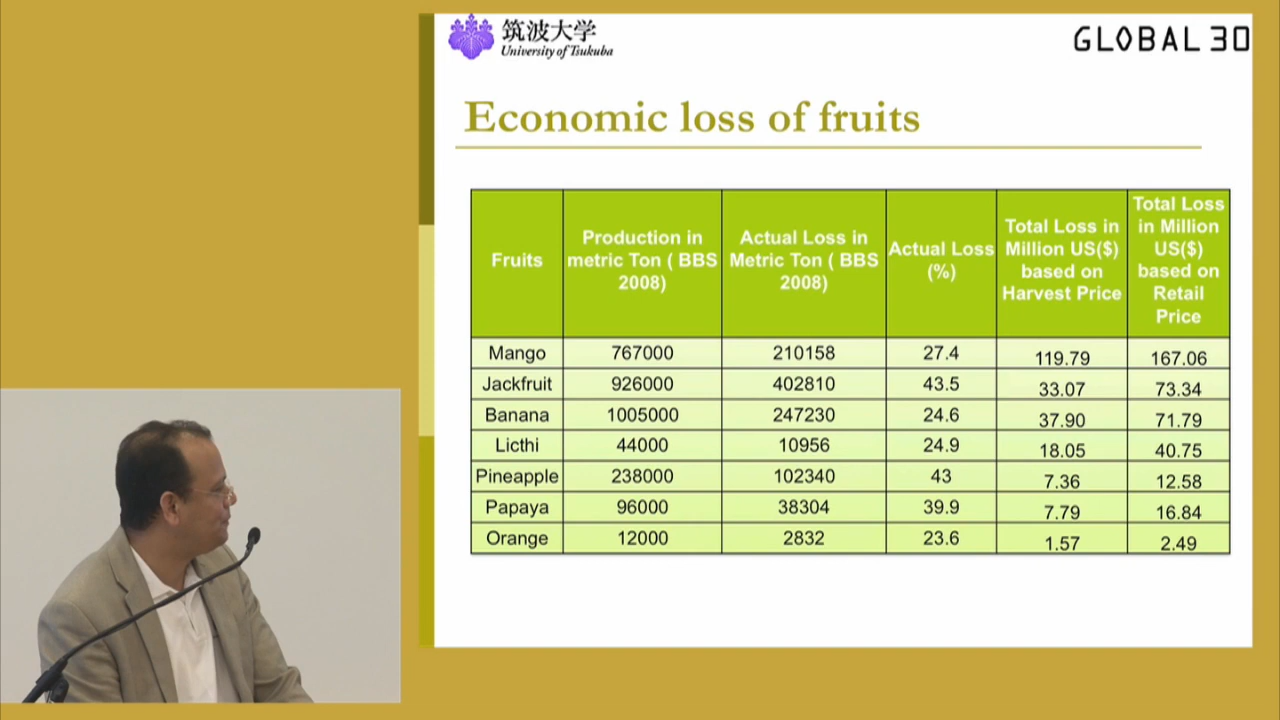 筑波大学
University of Tsukuba
GLOBAL 30
Economic loss of fruits
Fruits
Production in
metric Ton ( BBS
2008)
Actual Loss in
Metric Ton ( BBS
2008)
Actual Loss
(%)
Total Loss in
Million US($)
based on
Harvest Price
Total Loss
in Million
US($)
based on
Retail
Price
Mango 767000 210158 27.4 119.79 167.06
Jackfruit 926000 402810 43.5 33.07 73.34
Banana 1005000 247230 24.6 37.90 71.79
Licthi 44000 10956 24.9 18.05 40.75
Pineapple 238000 102340 43 7.36 12.58
Papaya 96000 38304 39.9 7.79 16.84
Orange 12000 2832 23.6 1.57 2.49